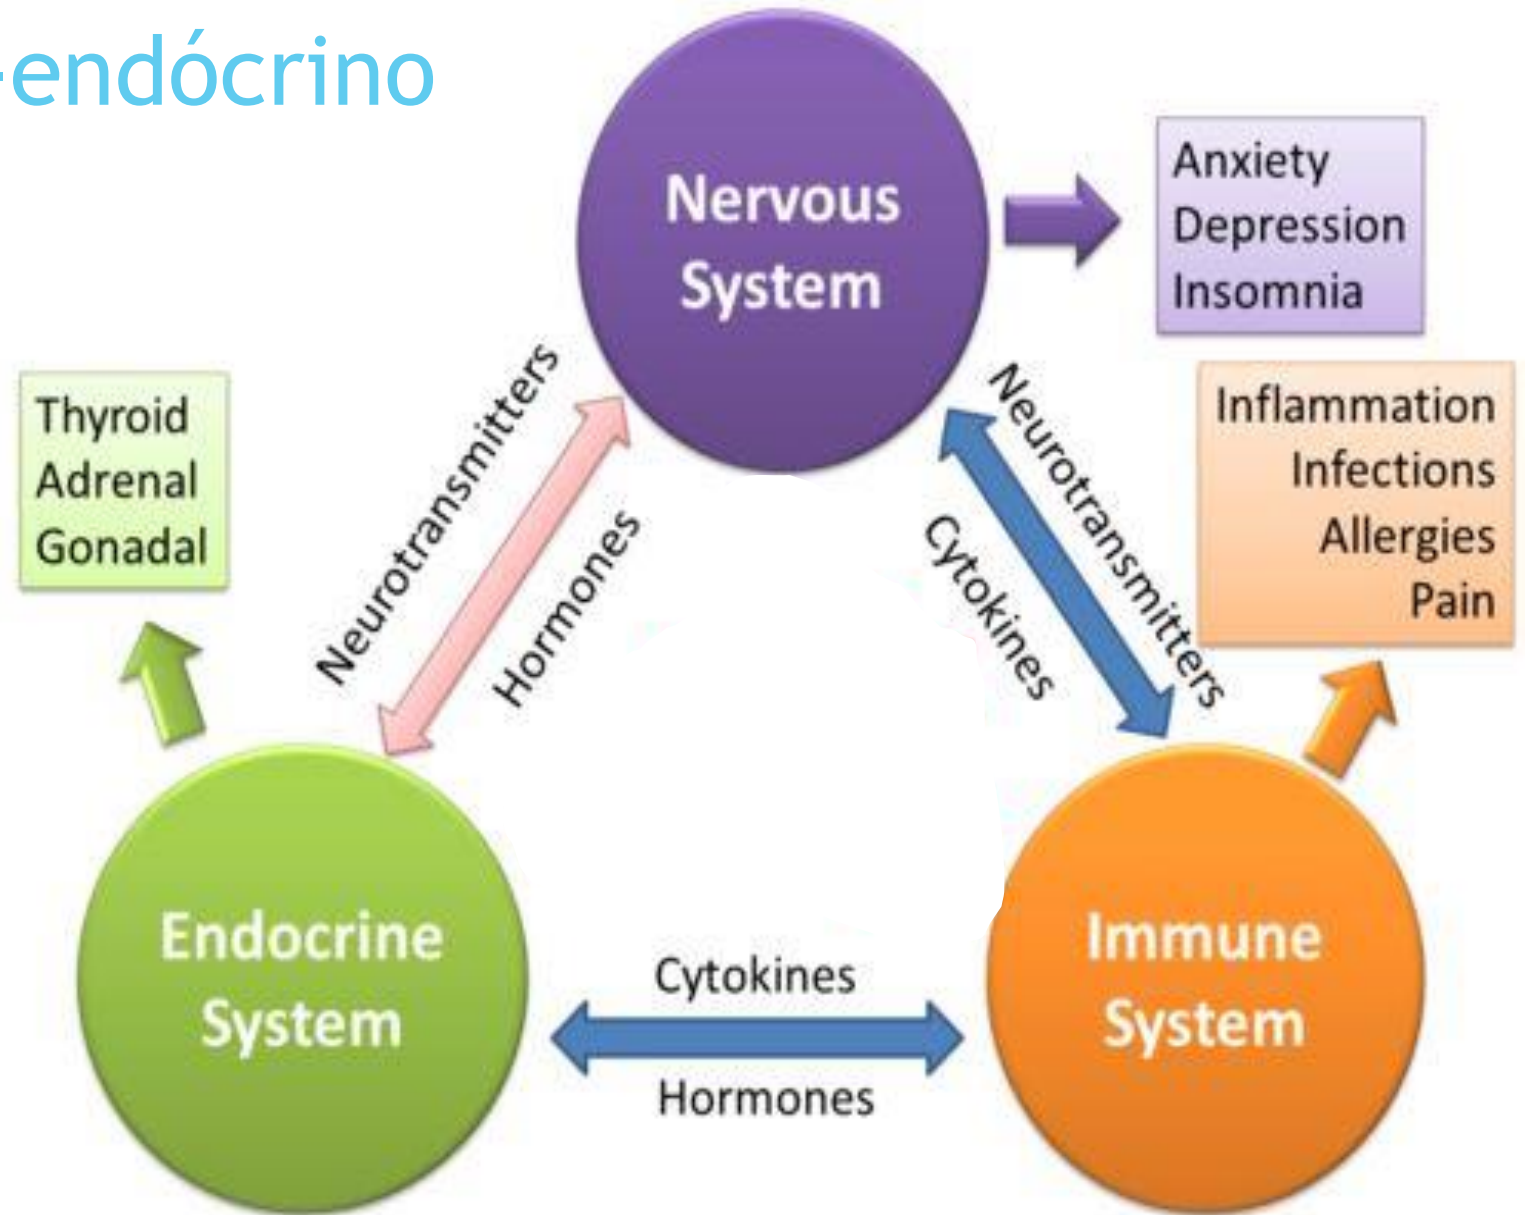 -endócrino
Nervous
System
Anxiety
Depression
Insomnia
Thyroid
Adrenal
Gonadal
Neurotransmitters
Hormones
Neurotransmitters
Cytokines
Inflammation
Infections
Allergies
Pain
Endocrine
System
Cytokines
Hormones
Immune
System